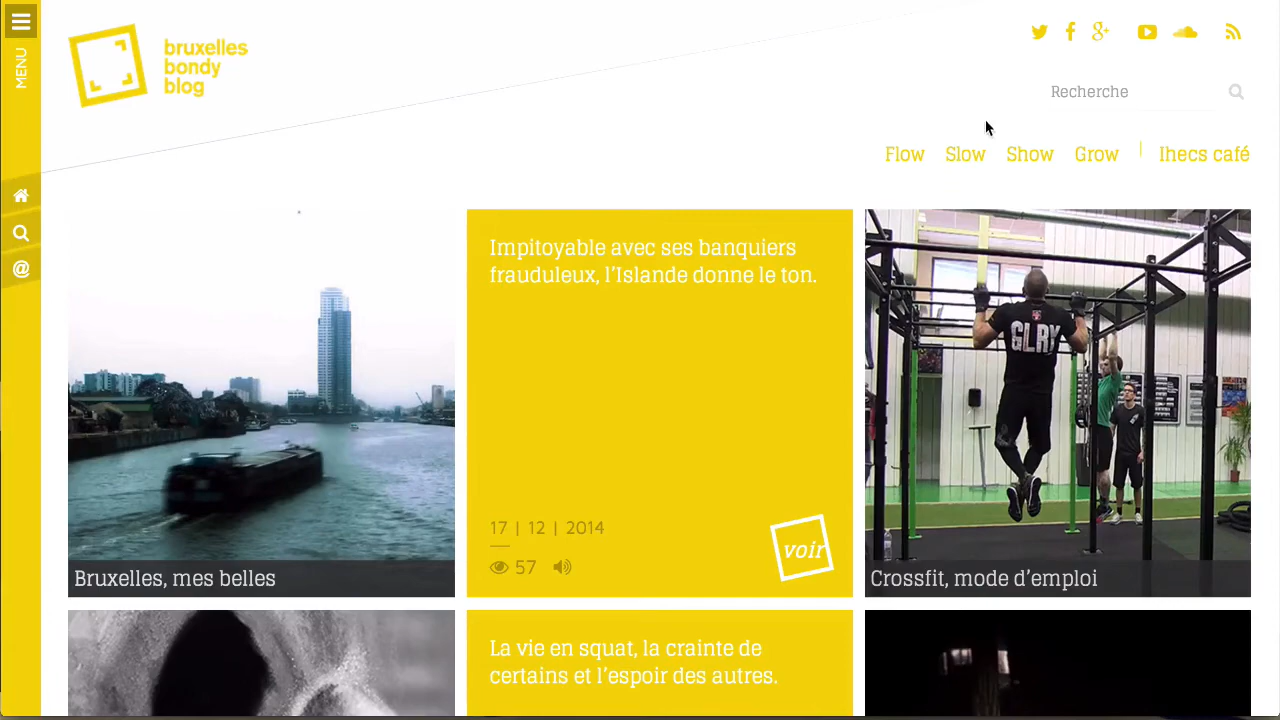 MENU
bruxelles
bondy
blog
Recherche
Flow Slow Show Grow | Ihecs café
Impitoyable avec ses banquiers
frauduleux, l'Islande donne le ton.
17 | 12 | 2014
57
voir
GLRY
Bruxelles, mes belles
Crossfit, mode d'emploi
La vie en squat, la crainte de
certains et l'espoir des autres.